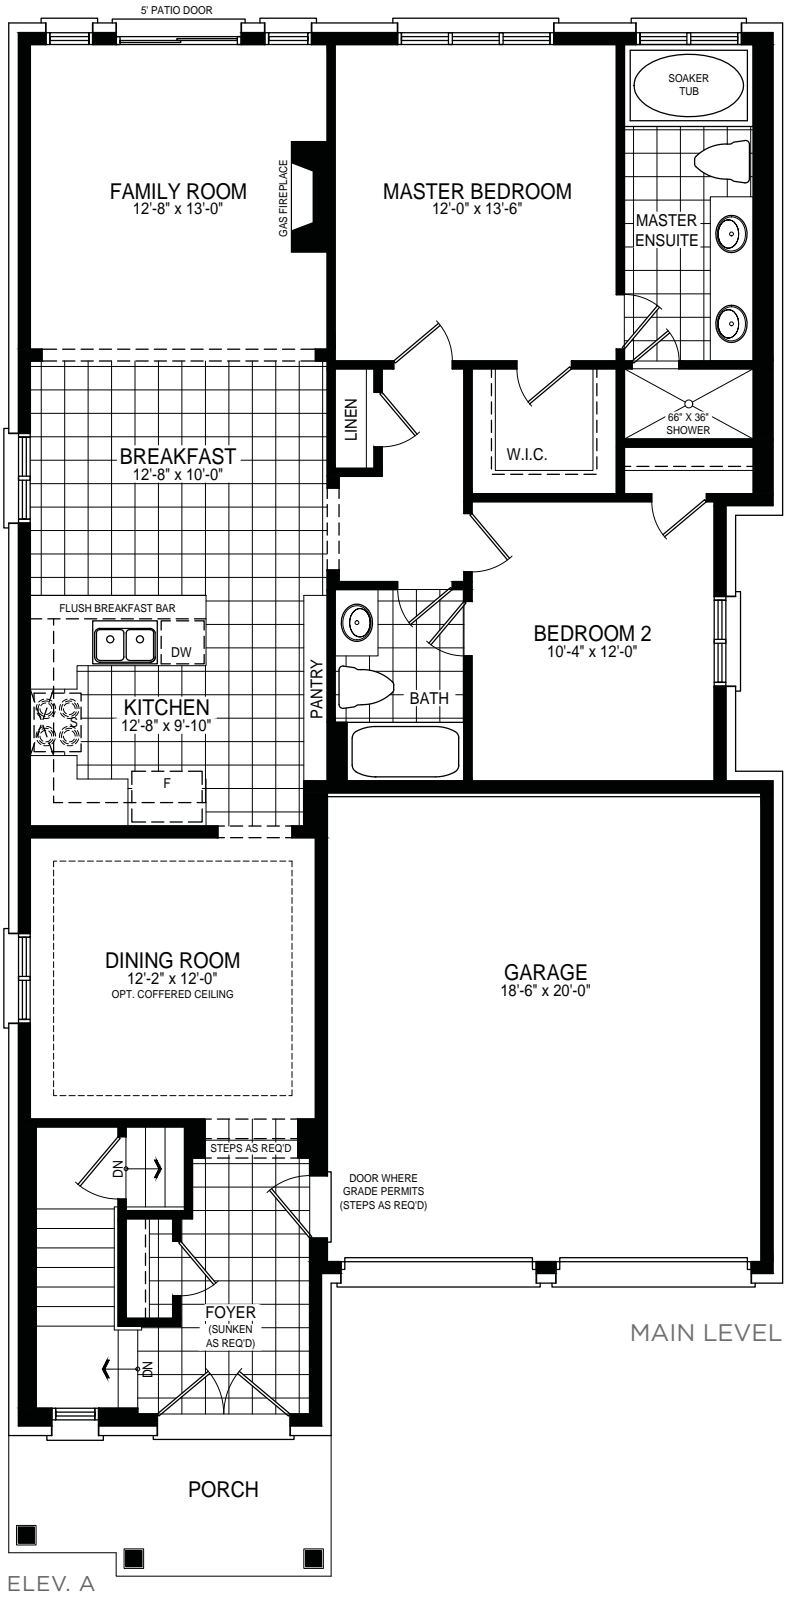 5' PATIO DOOR
SOAKER
TUB
FAMILY ROOM
12'-8" x 13'-0"
GAS FIREPLACE
MASTER BEDROOM
12'-0" x 13'-6"
MASTER
ENSUITE
LINEN
66" X 36"
SHOWER
BREAKFAST
12'-8" x 10'-0"
W.I.C.
FLUSH BREAKFAST BAR
DW
BEDROOM 2
10'-4" x 12'-0"
PANTRY
BATH
KITCHEN
12'-8" x 9'-10"
S
F
DINING ROOM
12'-2" x 12'-0"
OPT. COFFERED CEILING
GARAGE
18'-6" x 20'-0"
STEPS AS REQ'D
DN
DOOR WHERE
GRADE PERMITS
(STEPS AS REQ'D)
FOYER
(SUNKEN
AS REQ'D)
DN
MAIN LEVEL
PORCH
ELEV. A